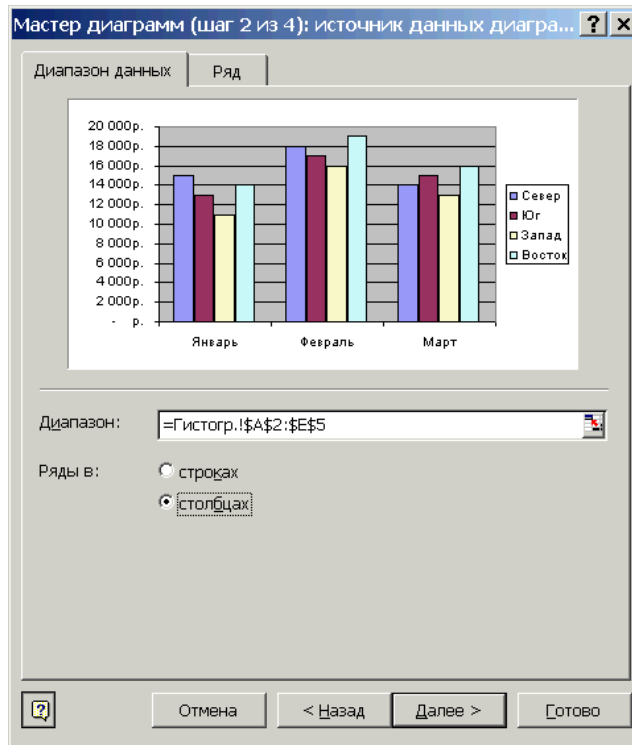 Мастер диаграмм (шаг 2 из 4): источник данных диагра... ? ×
Диапазон данных Ряд
20 000р.
18 000р.
16 000р.
14 000р.
12 000р.
10 000р.
8 000р.
6 000р.
4 000р.
2 000р.
- р.
Январь Февраль Март
Север
Юг
Запад
Восток
Диапазон: =Гистогр.!$A$2:$E$5
Ряды в: строках
столбцах
? Отмена < Назад Далее > Готово